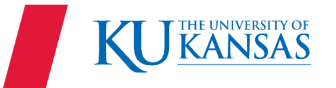 KU THE UNIVERSITY OF
KANSAS